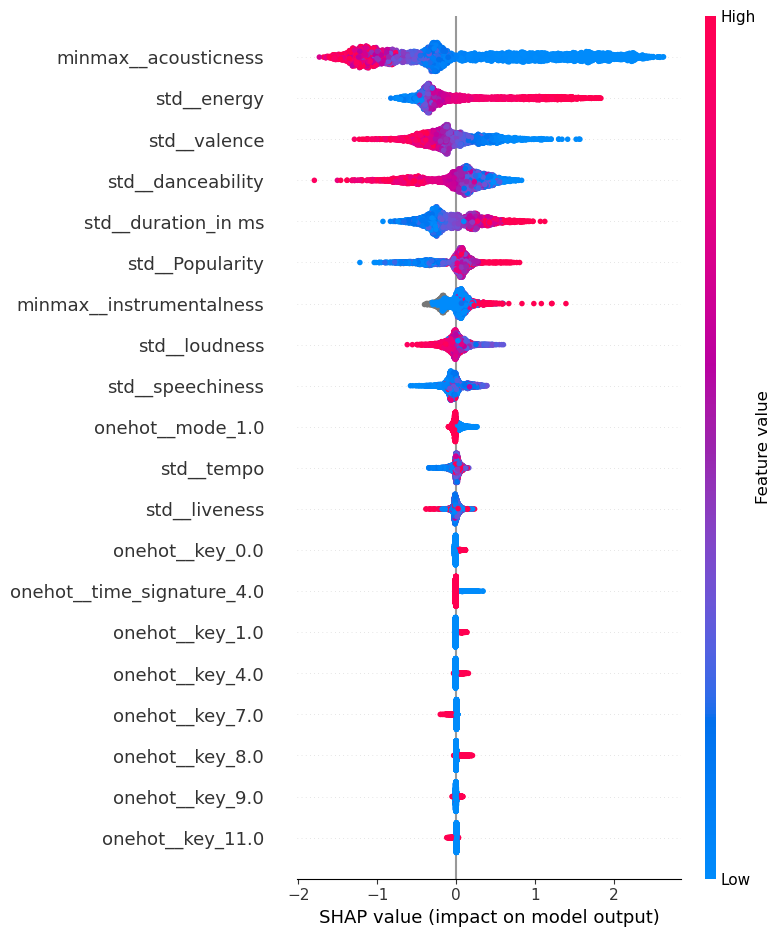 High
minmax__acousticness
std__energy
std__valence
std__danceability
std__duration_in ms
std__Popularity
minmax__instrumentalness
std__loudness
std__speechiness
onehot__mode_1.0
std__tempo
std__liveness
onehot__key_0.0
onehot__time_signature_4.0
onehot__key_1.0
onehot__key_4.0
onehot__key_7.0
onehot__key_8.0
onehot__key_9.0
onehot__key_11.0
Feature value
Low
−2 −1 0 1 2
SHAP value (impact on model output)